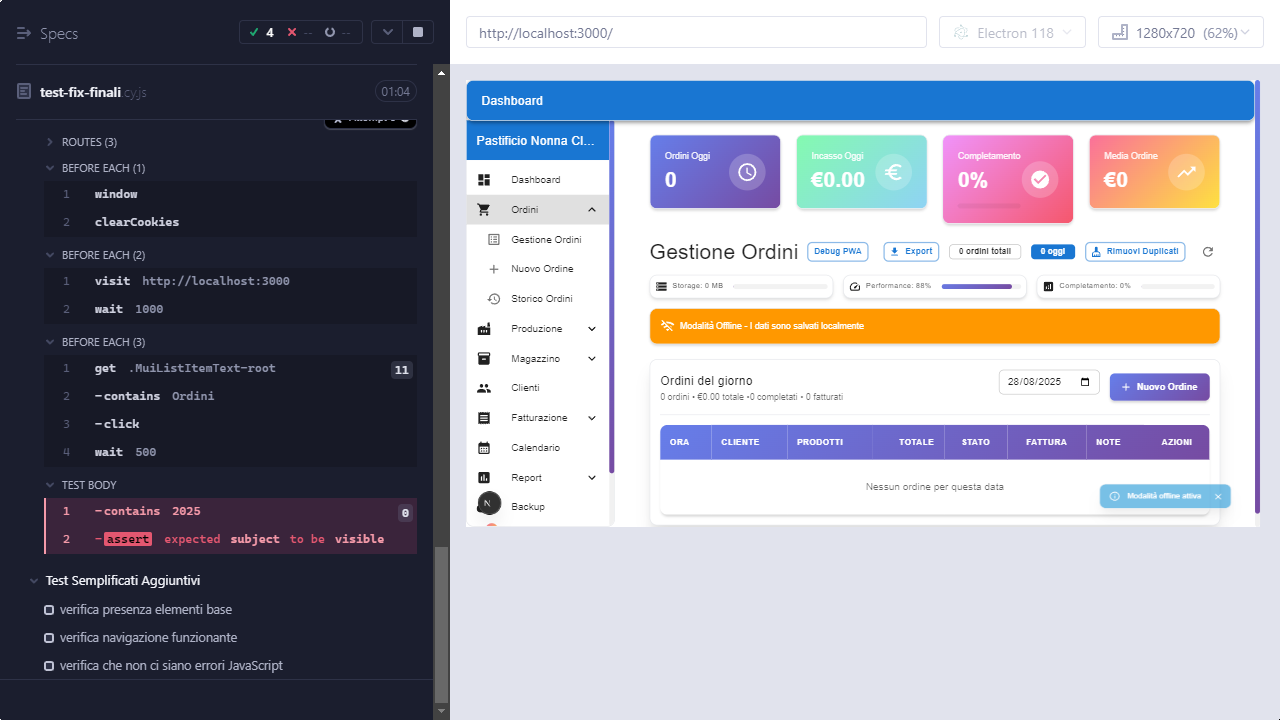 Specs
4
--
--
test-fix-finali.cy.js
01:04
ROUTES (3)
BEFORE EACH (1)
1 window
2 clearCookies
BEFORE EACH (2)
1 visit http://localhost:3000
2 wait 1000
BEFORE EACH (3)
1 get .MuiListItemText-root 11
2 -contains Ordini
3 -click
4 wait 500
TEST BODY
1 -contains 2025 0
2 -assert expected subject to be visible
Test Semplificati Aggiuntivi
verifica presenza elementi base
verifica navigazione funzionante
verifica che non ci siano errori JavaScript
http://localhost:3000/
Electron 118
1280x720 (62%)
Dashboard
Pastificio Nonna Cl...
Dashboard
Ordini
Gestione Ordini
Nuovo Ordine
Storico Ordini
Produzione
Magazzino
Clienti
Fatturazione
Calendario
Report
N
Backup
Ordini Oggi
0
Incasso Oggi
€0.00
Completamento
0%
Media Ordine
€0
Gestione Ordini
Debug PWA
Export
0 ordini totali
0 oggi
Rimuovi Duplicati
Storage: 0 MB
Performance: 88%
Completamento: 0%
Modalità Offline - I dati sono salvati localmente
Ordini del giorno
0 ordini • €0.00 totale •0 completati • 0 fatturati
28/08/2025
Nuovo Ordine
ORA CLIENTE PRODOTTI TOTALE STATO FATTURA NOTE AZIONI
Nessun ordine per questa data
Modalità offline attiva